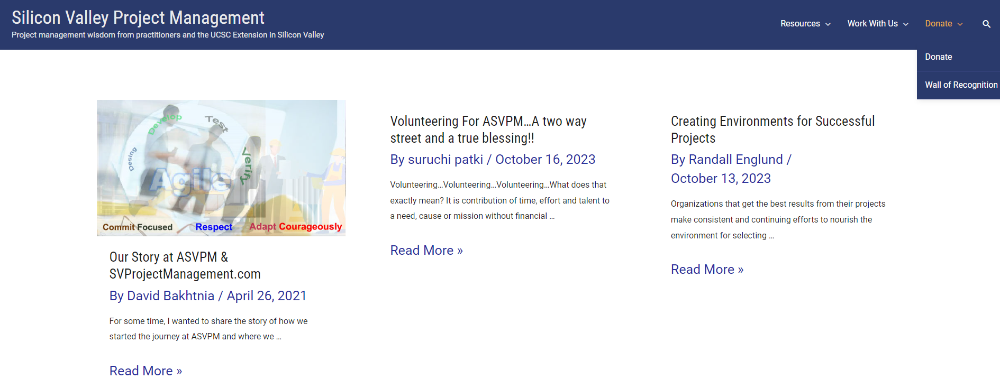 Silicon Valley Project Management
Project management wisdom from practitioners and the UCSC Extension in Silicon Valley
Resources
Work With Us
Donate
Donate
Wall of Recognition
Desing
Develop
Test
Verify
Agile
Commit Focused
Respect
Adapt Courageously
Our Story at ASVPM &
SVProjectManagement.com
By David Bakhtnia / April 26, 2021
For some time, I wanted to share the story of how we
started the journey at ASVPM and where we …
Read More »
Volunteering For ASVPM…A two way
street and a true blessing!!
By suruchi patki / October 16, 2023
Volunteering…Volunteering…Volunteering…What does that
exactly mean? It is contribution of time, effort and talent to
a need, cause or mission without financial …
Read More »
Creating Environments for Successful
Projects
By Randall Englund /
October 13, 2023
Organizations that get the best results from their projects
make consistent and continuing efforts to nourish the
environment for selecting …
Read More »